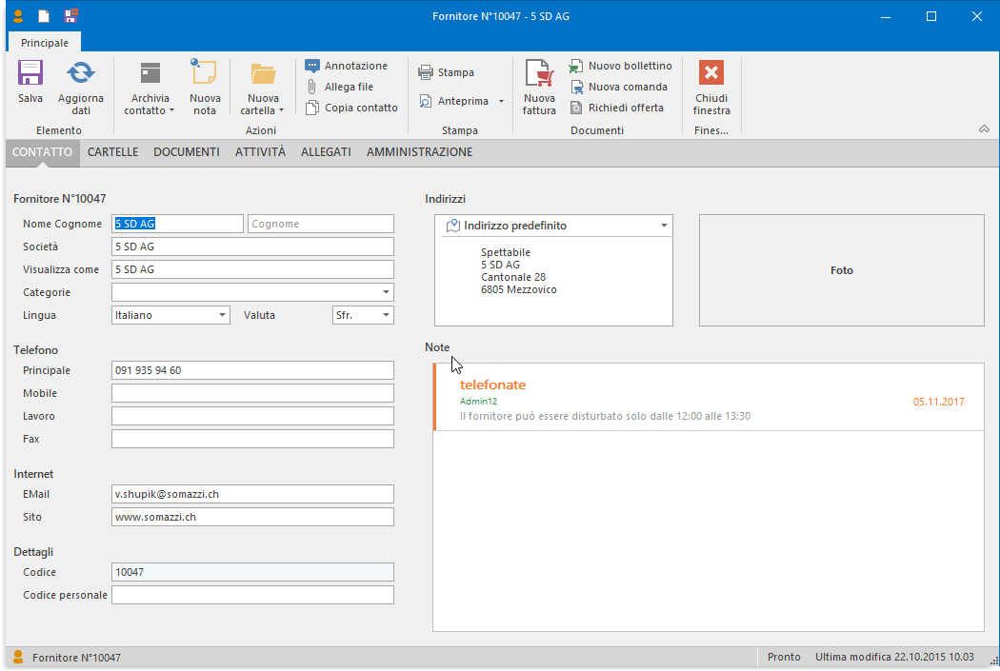 Fornitore N°10047 - 5 SD AG
Principale
Salva
Aggiorna dati
Elemento
Archivia contatto
Nuova nota
Nuova cartella
Annotazione
Allega file
Copia contatto
Azioni
Stampa
Anteprima
Stampa
Nuova fattura
Nuovo bollettino
Nuova comanda
Richiedi offerta
Documenti
Chiudi finestra
Fines...
CONTATTO CARTELLE DOCUMENTI ATTIVITÀ ALLEGATI AMMINISTRAZIONE
Fornitore N°10047
Nome Cognome 5 SD AG Cognome
Società 5 SD AG
Visualizza come 5 SD AG
Categorie
Lingua Italiano Valuta Sfr.
Telefono
Principale 091 935 94 60
Mobile
Lavoro
Fax
Internet
EMail v.shupik@somazzi.ch
Sito www.somazzi.ch
Dettagli
Codice 10047
Codice personale
Indirizzi
Indirizzo predefinito
Spettabile
5 SD AG
Cantonale 28
6805 Mezzovico
Foto
Note
telefonate
Admin12 05.11.2017
Il fornitore può essere disturbato solo dalle 12:00 alle 13:30
Fornitore N°10047 Pronto Ultima modifica 22.10.2015 10.03